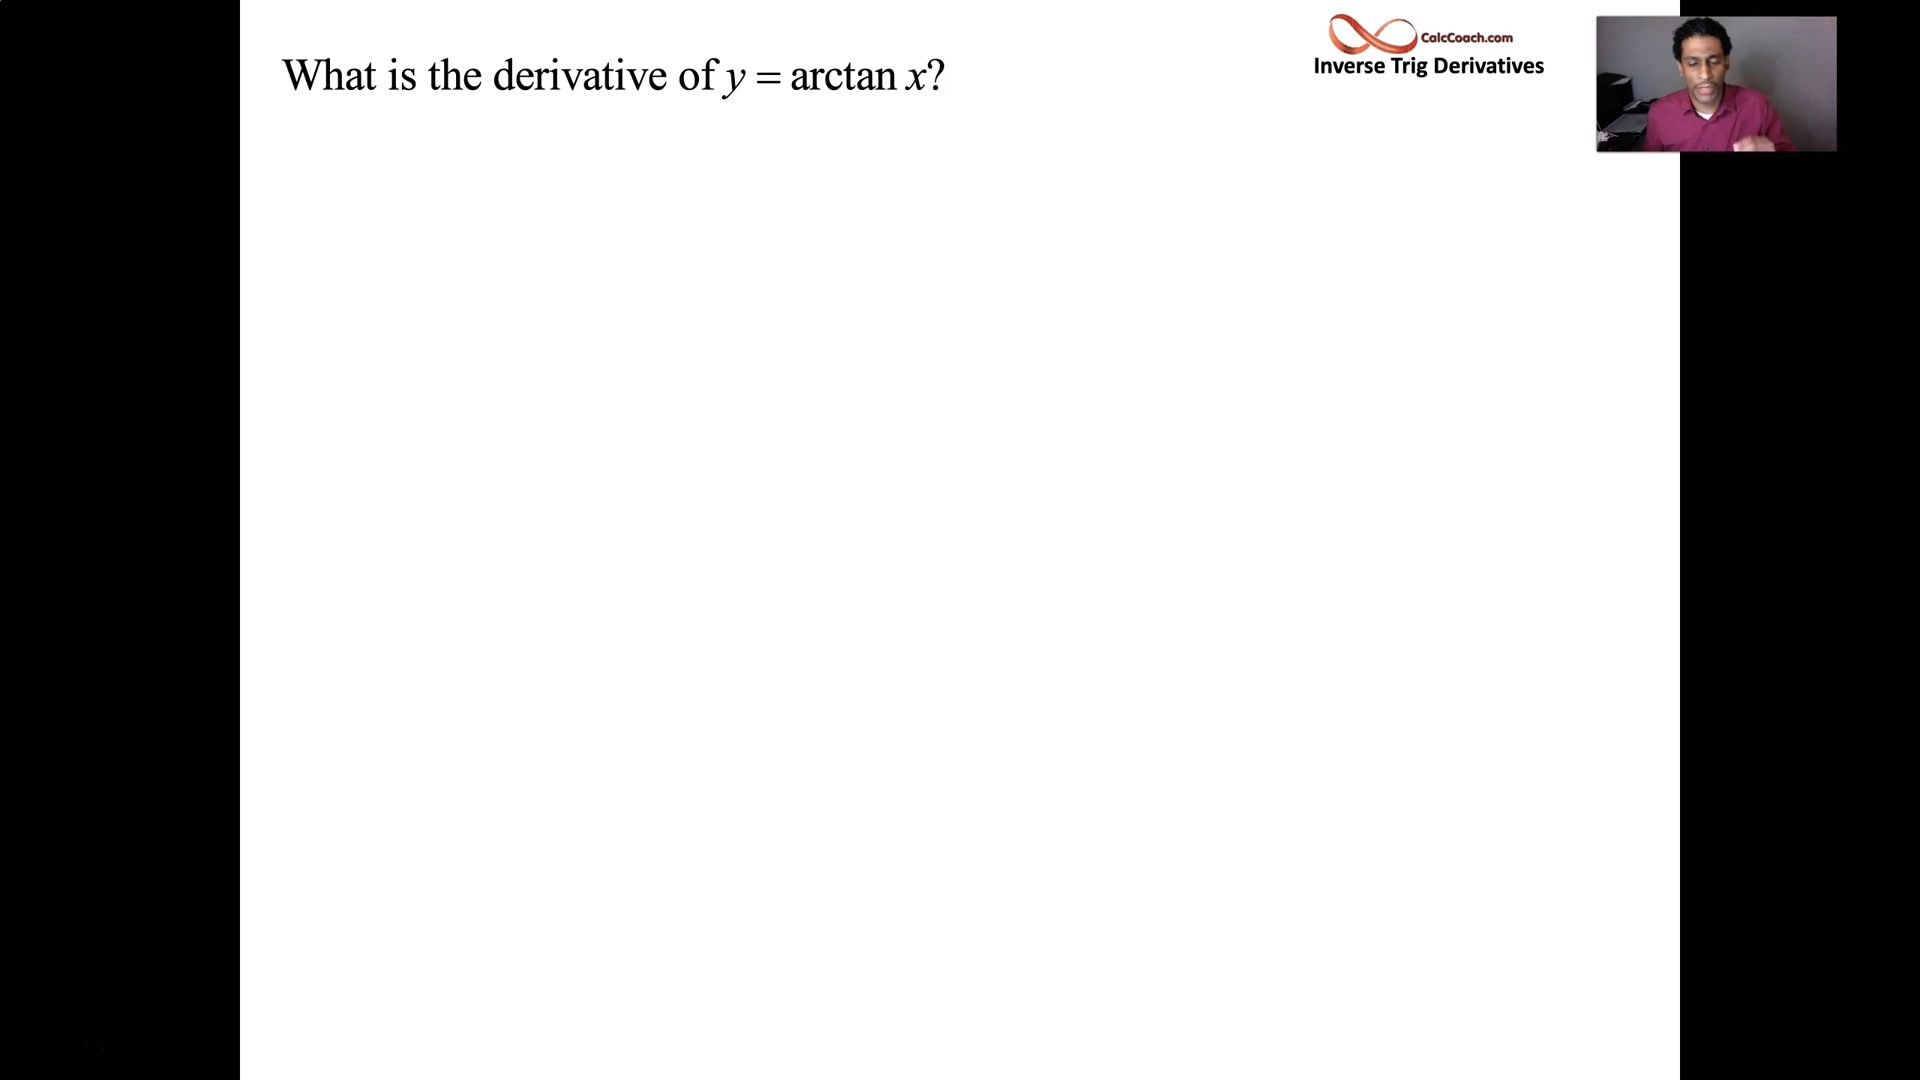 What is the derivative of y = arctan x?
CalcCoach.com
Inverse Trig Derivatives